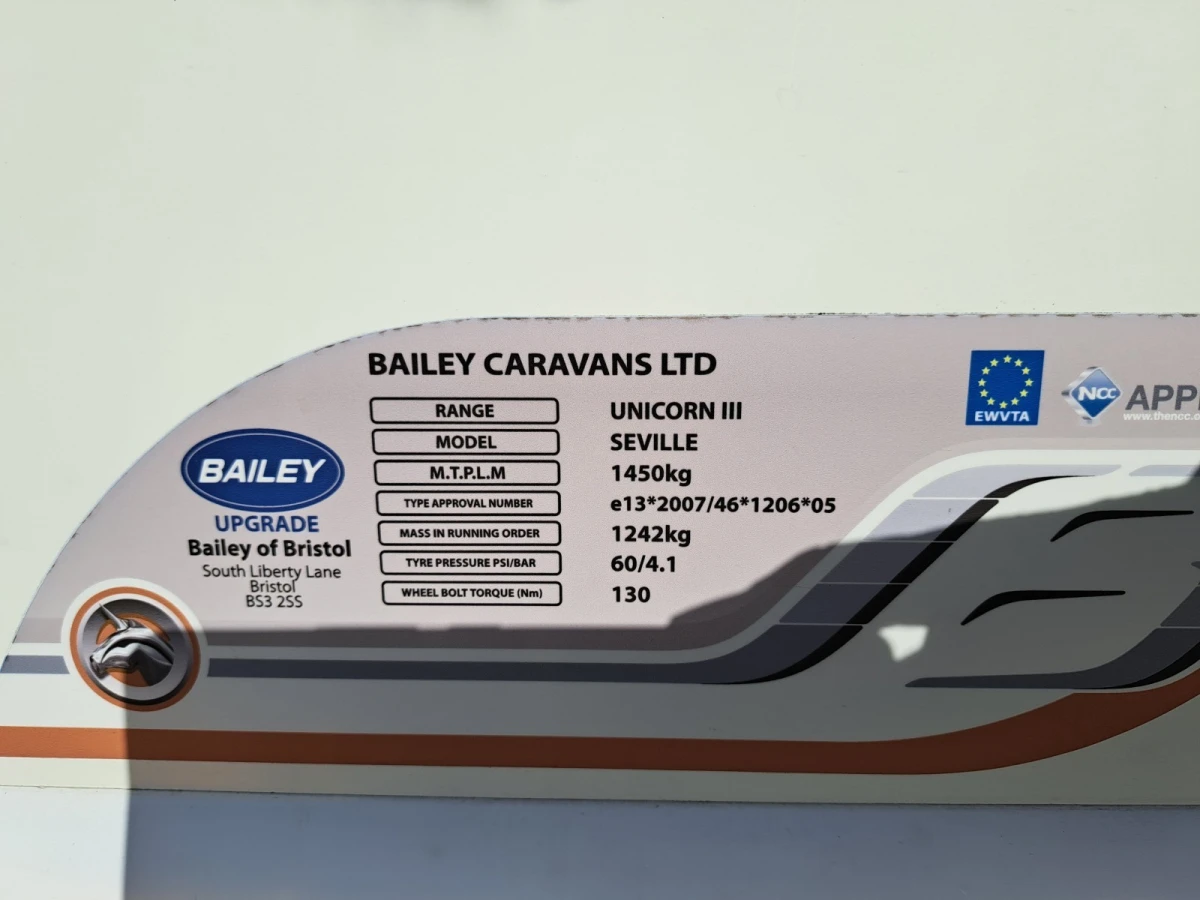 BAILEY CARAVANS LTD
RANGE UNICORN III
MODEL SEVILLE
M.T.P.L.M 1450kg
TYPE APPROVAL NUMBER e13*2007/46*1206*05
MASS IN RUNNING ORDER 1242kg
TYRE PRESSURE PSI/BAR 60/4.1
WHEEL BOLT TORQUE (Nm) 130
BAILEY
UPGRADE
Bailey of Bristol
South Liberty Lane
Bristol
BS3 2SS
EWVTA
NCC